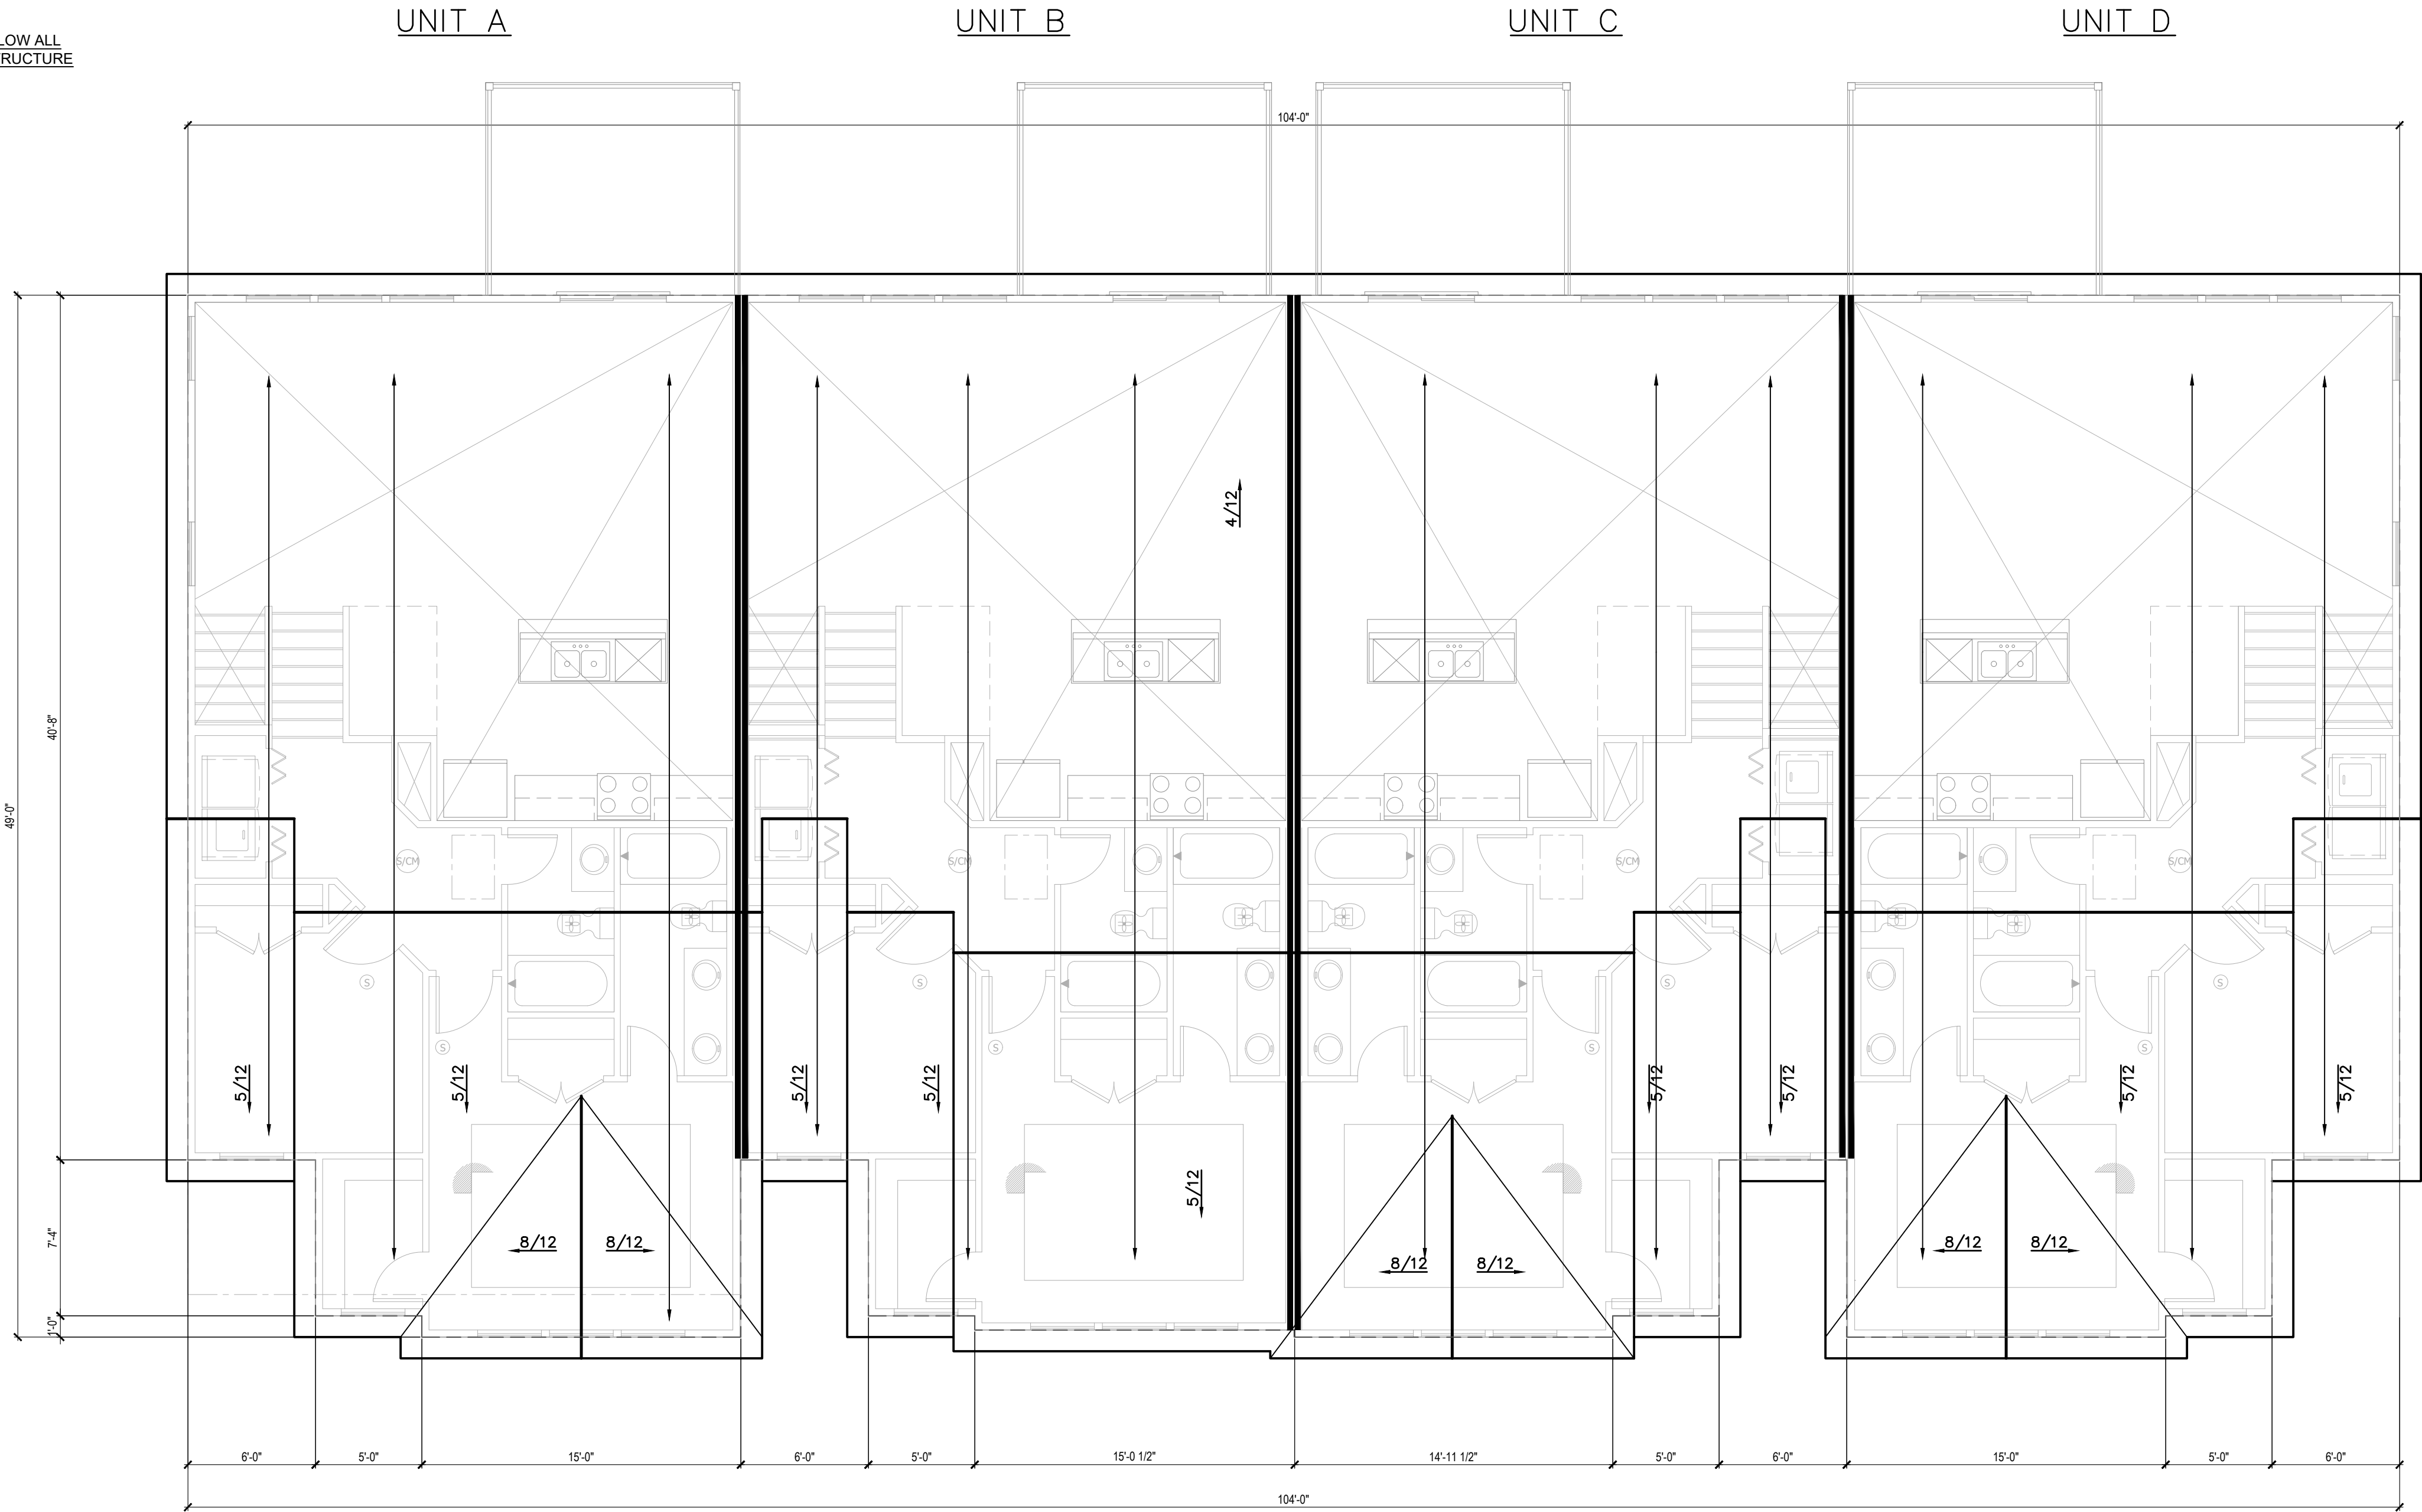 UNIT A
UNIT B
UNIT C
UNIT D
LOW ALL
RUCTURE
104'-0"
4/12
40'-8"
49'-0"
S/CM
S/CM
S/CM
S/CM
S
S
S
S
S
S
S
S
5/12
5/12
5/12
5/12
5/12
5/12
5/12
5/12
5/12
7'-4"
8/12
8/12
8/12
8/12
8/12
8/12
1'-0"
6'-0"
5'-0"
15'-0"
6'-0"
5'-0"
15'-0 1/2"
14'-11 1/2"
5'-0"
6'-0"
15'-0"
5'-0"
6'-0"
104'-0"